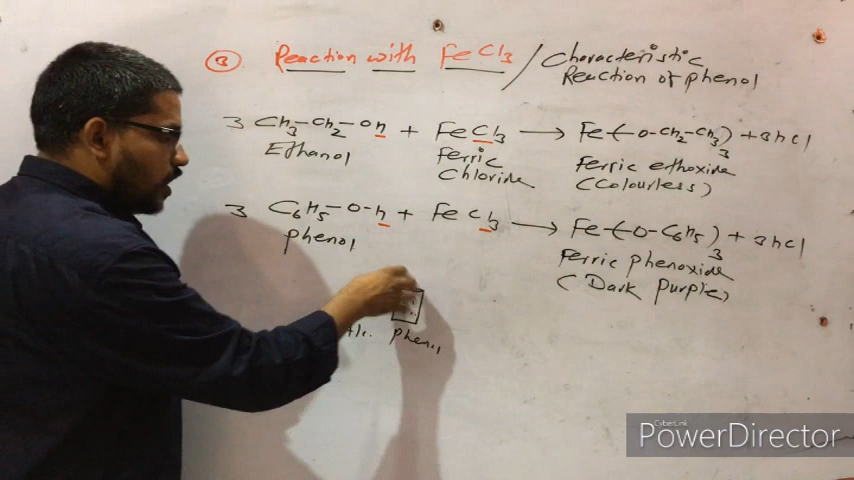 ③ Reaction with FeCl3 / Characteristic
Reaction of phenol
3 CH3-CH2-OH + FeCl3 → Fe(-O-CH2-CH3)3 + 3HCl
Ethanol Ferric Chloride Ferric ethoxide
(Colourless)
3 C6H5-O-H + FeCl3 → Fe(-O-C6H5)3 + 3HCl
phenol Ferric phenoxide
(Dark purple)
phenol
CyberLink
PowerDirector